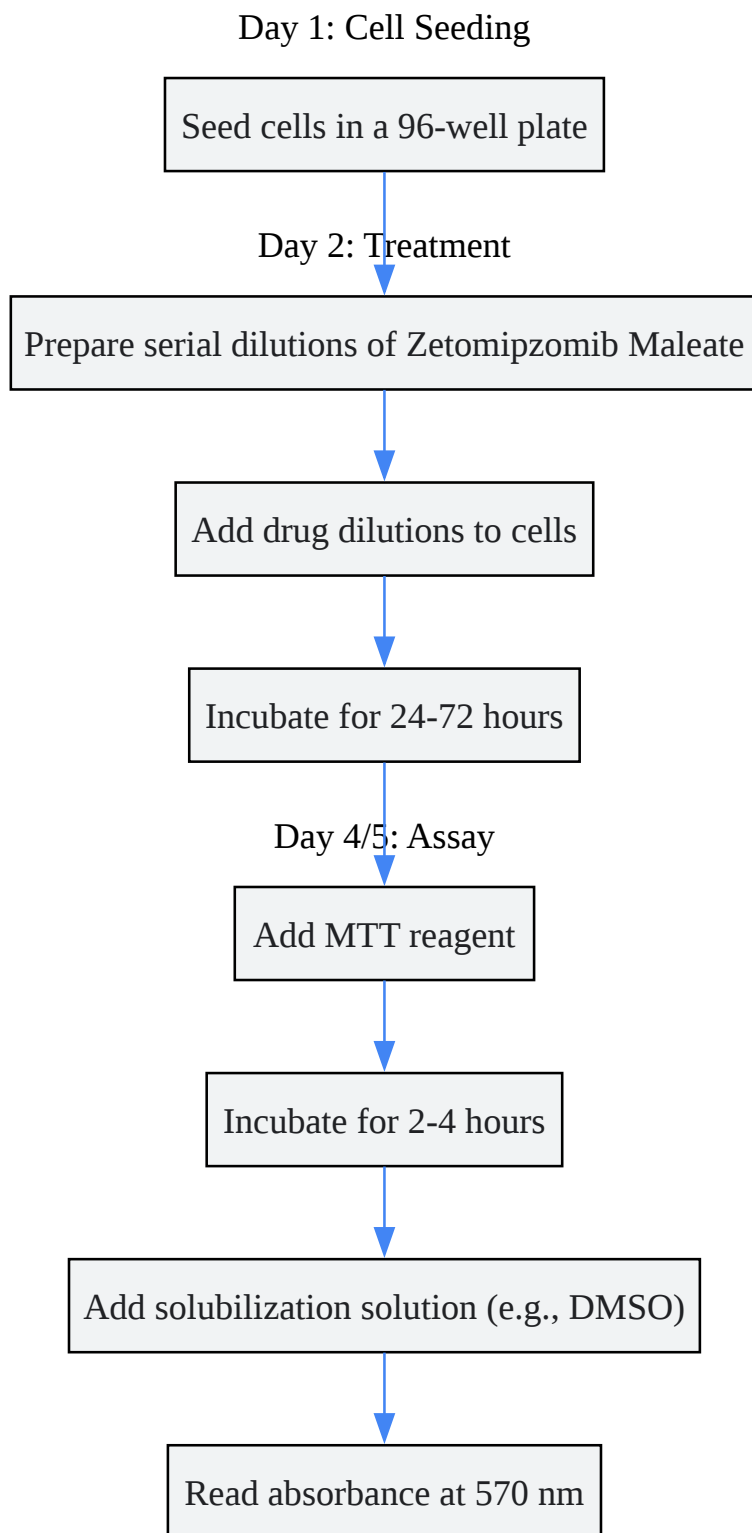 Day 1: Cell Seeding
Seed cells in a 96-well plate
Day 2: Treatment
Prepare serial dilutions of Zetomipzomib Maleate
Add drug dilutions to cells
Incubate for 24-72 hours
Day 4/5: Assay
Add MTT reagent
Incubate for 2-4 hours
Add solubilization solution (e.g., DMSO)
Read absorbance at 570 nm